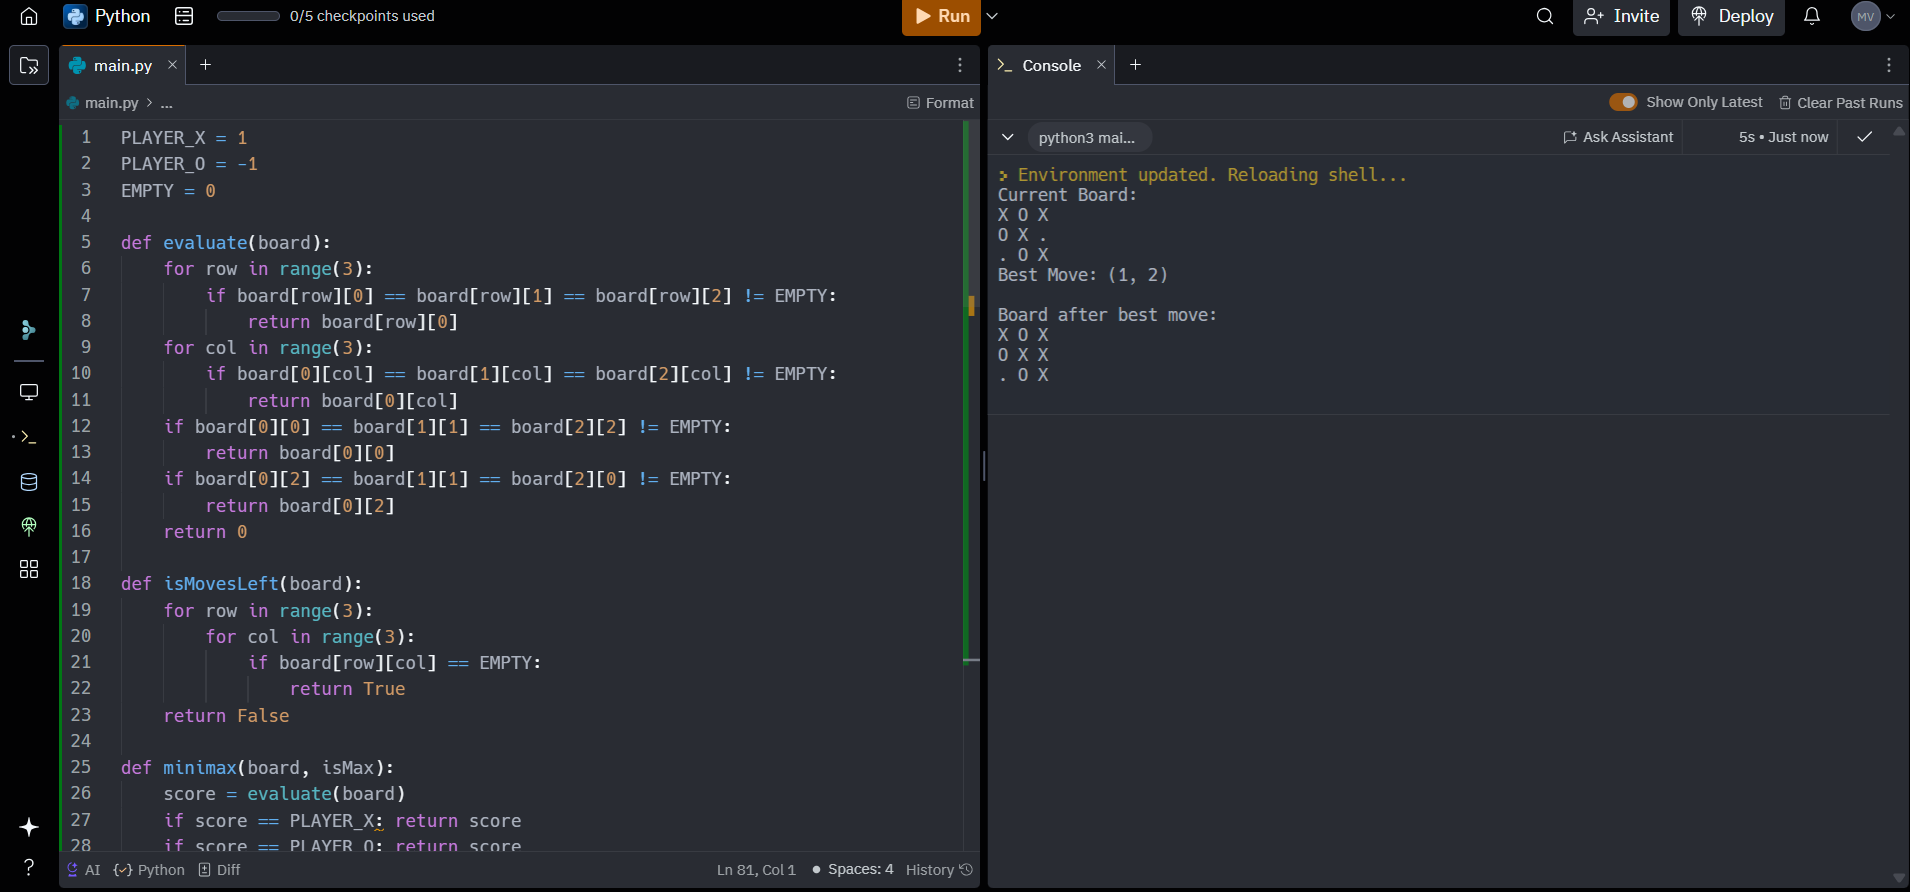 Python
0/5 checkpoints used
Run
Invite
Deploy
MV
main.py
Console
main.py > ...
Format
Show Only Latest
Clear Past Runs
python3 mai...
Ask Assistant
5s • Just now
1 PLAYER_X = 1
2 PLAYER_O = -1
3 EMPTY = 0
4
5 def evaluate(board):
6     for row in range(3):
7         if board[row][0] == board[row][1] == board[row][2] != EMPTY:
8             return board[row][0]
9     for col in range(3):
10         if board[0][col] == board[1][col] == board[2][col] != EMPTY:
11             return board[0][col]
12     if board[0][0] == board[1][1] == board[2][2] != EMPTY:
13         return board[0][0]
14     if board[0][2] == board[1][1] == board[2][0] != EMPTY:
15         return board[0][2]
16     return 0
17
18 def isMovesLeft(board):
19     for row in range(3):
20         for col in range(3):
21             if board[row][col] == EMPTY:
22                 return True
23     return False
24
25 def minimax(board, isMax):
26     score = evaluate(board)
27     if score == PLAYER_X: return score
28     if score == PLAYER_O: return score
Environment updated. Reloading shell...
Current Board:
X O X
O X .
. O X
Best Move: (1, 2)
Board after best move:
X O X
O X X
. O X
AI
Python
Diff
Ln 81, Col 1
Spaces: 4
History